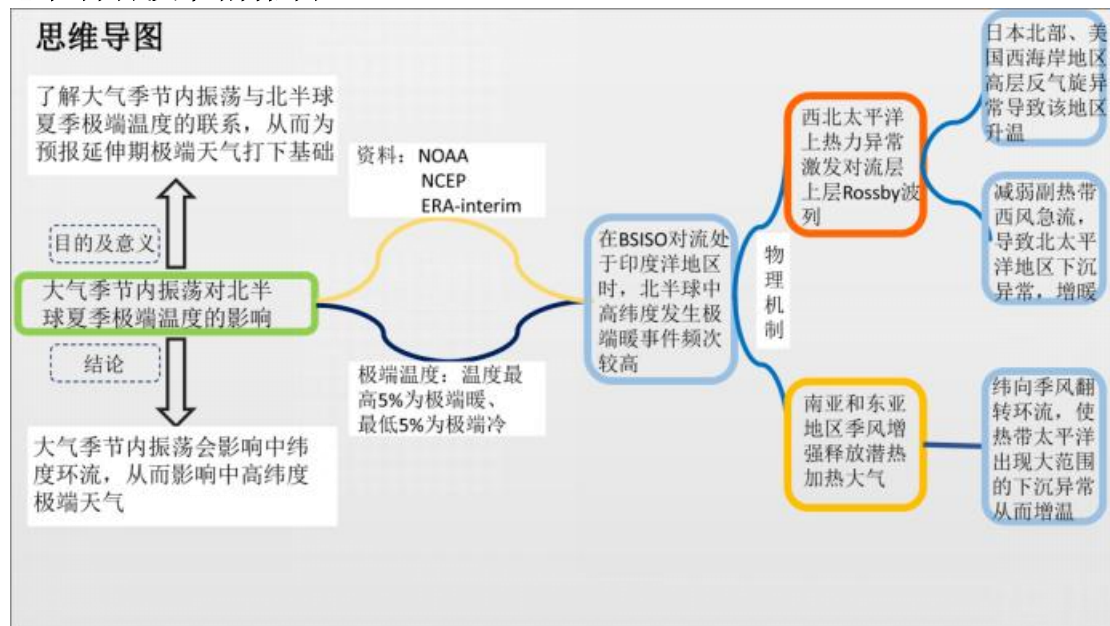 思维导图
了解大气季节内振荡与北半球
夏季极端温度的联系，从而为
预报延伸期极端天气打下基础
目的及意义
大气季节内振荡对北半
球夏季极端温度的影响
结论
大气季节内振荡会影响中纬
度环流，从而影响中高纬度
极端天气
资料：NOAA
NCEP
ERA-interim
极端温度：温度最
高5%为极端暖、
最低5%为极端冷
在BSISO对流处
于印度洋地区
时，北半球中
高纬度发生极
端暖事件频次
较高
物
理
机
制
西北太平洋
上热力异常
激发对流层
上层Rossby波
列
南亚和东亚
地区季风增
强释放潜热
加热大气
日本北部、美
国西海岸地区
高层反气旋异
常导致该地区
升温
减弱副热带
西风急流，
导致北太平
洋地区下沉
异常，增暖
纬向季风翻
转环流，使
热带太平洋
出现大范围
的下沉异常
从而增温